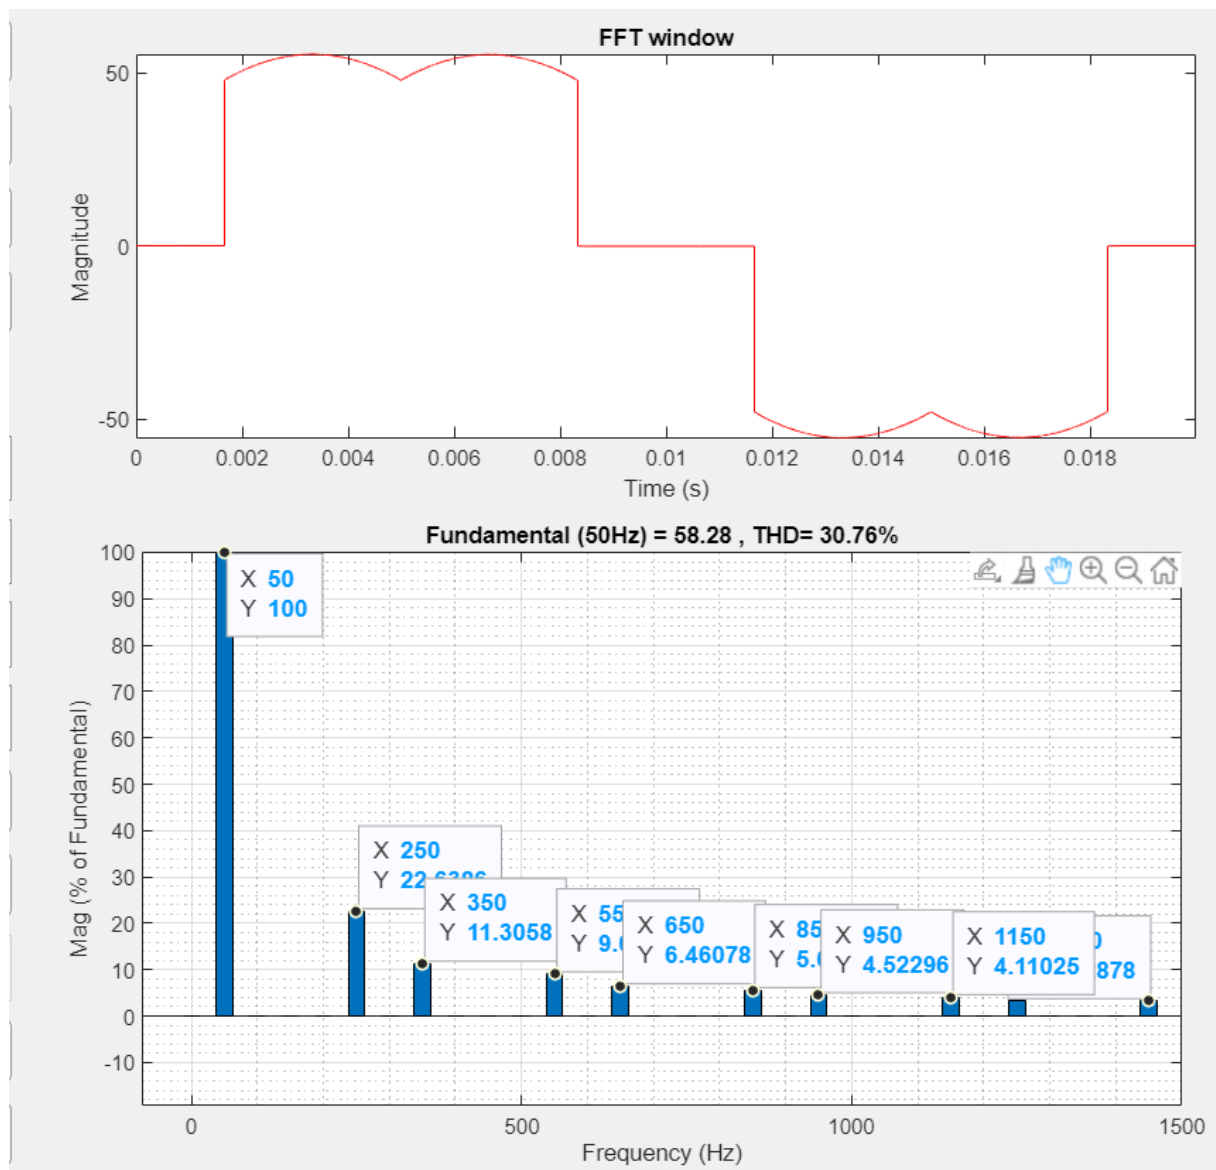 FFT window
Magnitude
50
0
-50
0
0.002
0.004
0.006
0.008
0.01
0.012
0.014
0.016
0.018
Time (s)
Fundamental (50Hz) = 58.28 , THD= 30.76%
Mag (% of Fundamental)
100
90
80
70
60
50
40
30
20
10
0
-10
X 50
Y 100
X 250
Y
X 350
Y 11.3058
X
Y
X 650
Y 6.46078
X
Y
X 950
Y 4.52296
X 1150
Y 4.11025
0
500
1000
1500
Frequency (Hz)